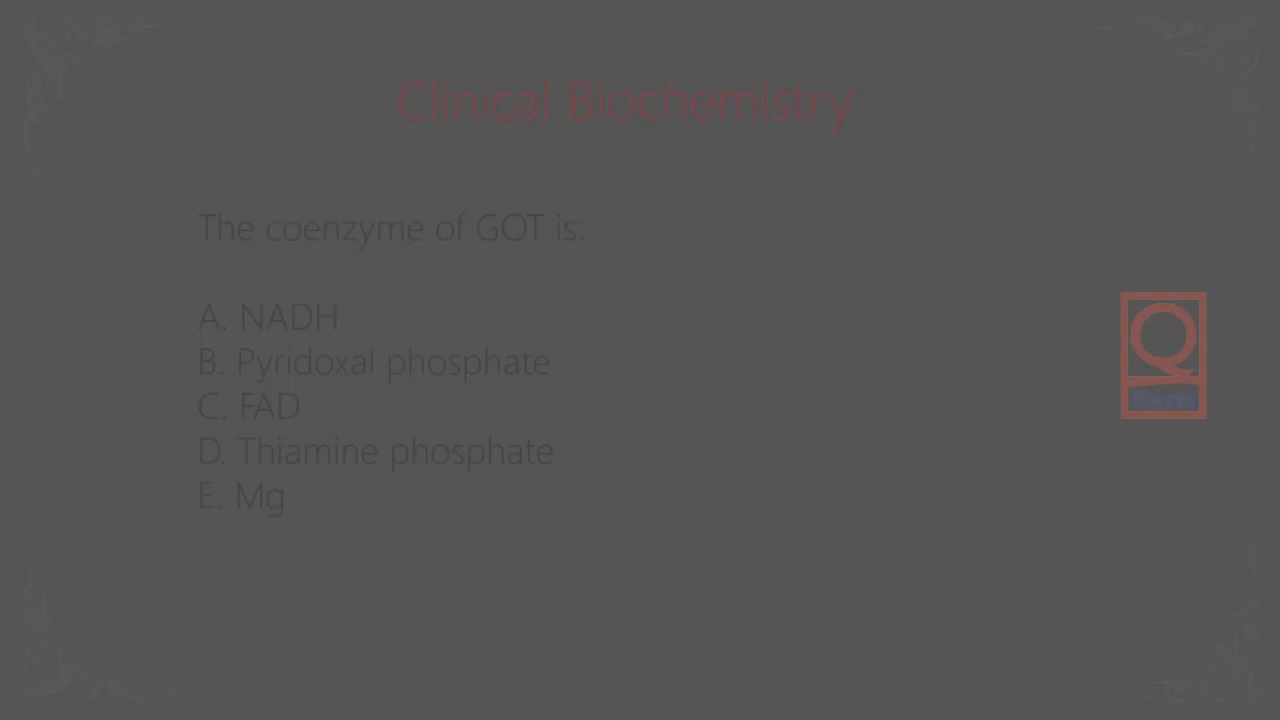 Clinical Biochemistry
The coenzyme of GOT is:
A. NADH
B. Pyridoxal phosphate
C. FAD
D. Thiamine phosphate
E. Mg
Q